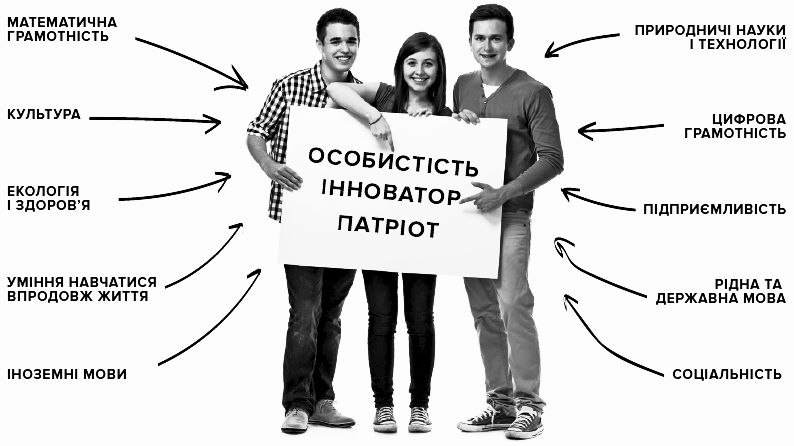 МАТЕМАТИЧНА
ГРАМОТНІСТЬ
КУЛЬТУРА
ЕКОЛОГІЯ
І ЗДОРОВ'Я
УМІННЯ НАВЧАТИСЯ
ВПРОДОВЖ ЖИТТЯ
ІНОЗЕМНІ МОВИ
ОСОБИСТІСТЬ
ІННОВАТОР
ПАТРІОТ
ПРИРОДНИЧІ НАУКИ
І ТЕХНОЛОГІЇ
ЦИФРОВА
ГРАМОТНІСТЬ
ПІДПРИЄМЛИВІСТЬ
РІДНА ТА
ДЕРЖАВНА МОВА
СОЦІАЛЬНІСТЬ